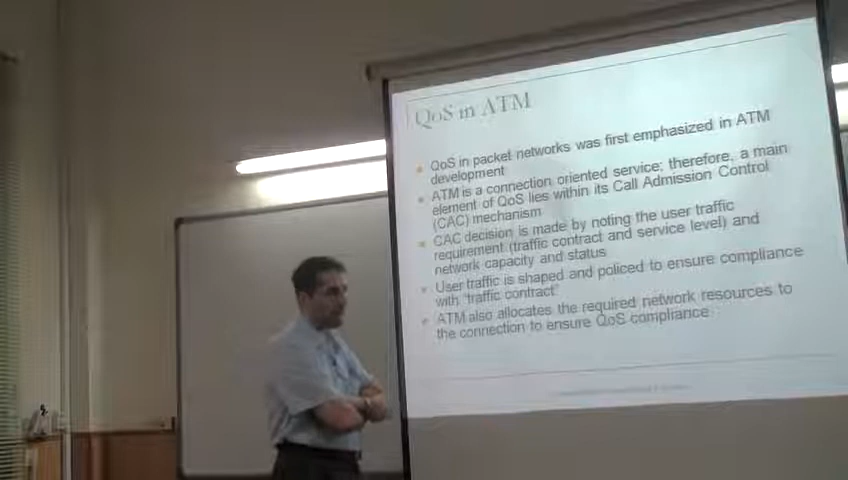 QoS in ATM
QoS in packet networks was first emphasized in ATM
development
ATM is a connection oriented service; therefore, a main
element of QoS lies within its Call Admission Control
(CAC) mechanism
CAC decision is made by noting the user traffic
requirement (traffic contract and service level) and
network capacity and status
User traffic is shaped and policed to ensure compliance
with "traffic contract"
ATM also allocates the required network resources to
the connection to ensure QoS compliance